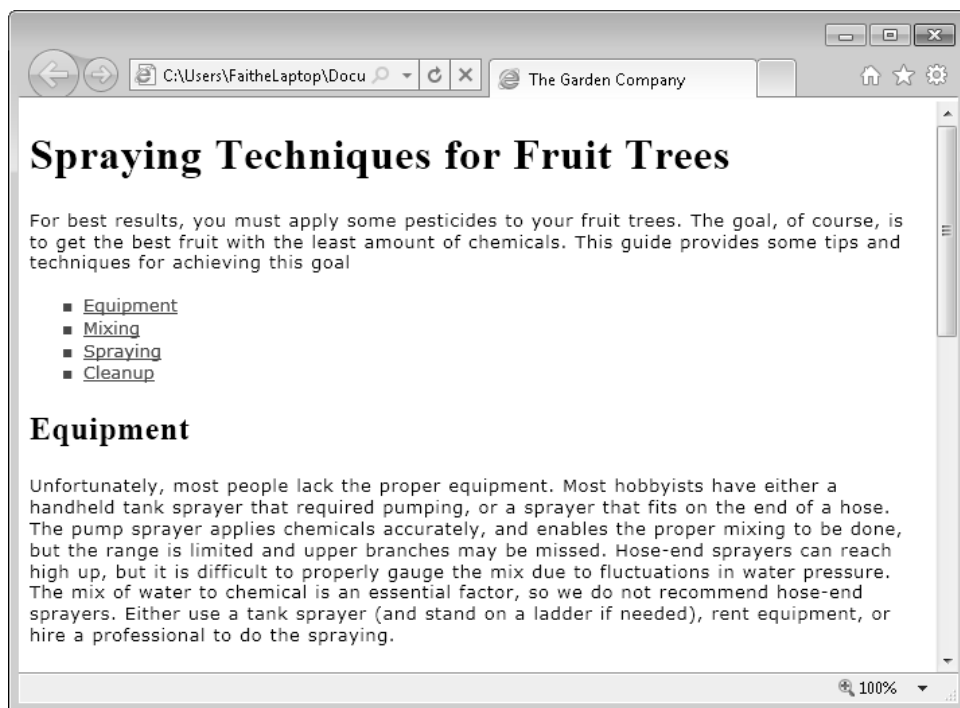 C:\Users\FaitheLaptop\Docu
The Garden Company
Spraying Techniques for Fruit Trees
For best results, you must apply some pesticides to your fruit trees. The goal, of course, is
to get the best fruit with the least amount of chemicals. This guide provides some tips and
techniques for achieving this goal
Equipment
Mixing
Spraying
Cleanup
Equipment
Unfortunately, most people lack the proper equipment. Most hobbyists have either a
handheld tank sprayer that required pumping, or a sprayer that fits on the end of a hose.
The pump sprayer applies chemicals accurately, and enables the proper mixing to be done,
but the range is limited and upper branches may be missed. Hose-end sprayers can reach
high up, but it is difficult to properly gauge the mix due to fluctuations in water pressure.
The mix of water to chemical is an essential factor, so we do not recommend hose-end
sprayers. Either use a tank sprayer (and stand on a ladder if needed), rent equipment, or
hire a professional to do the spraying.
100%